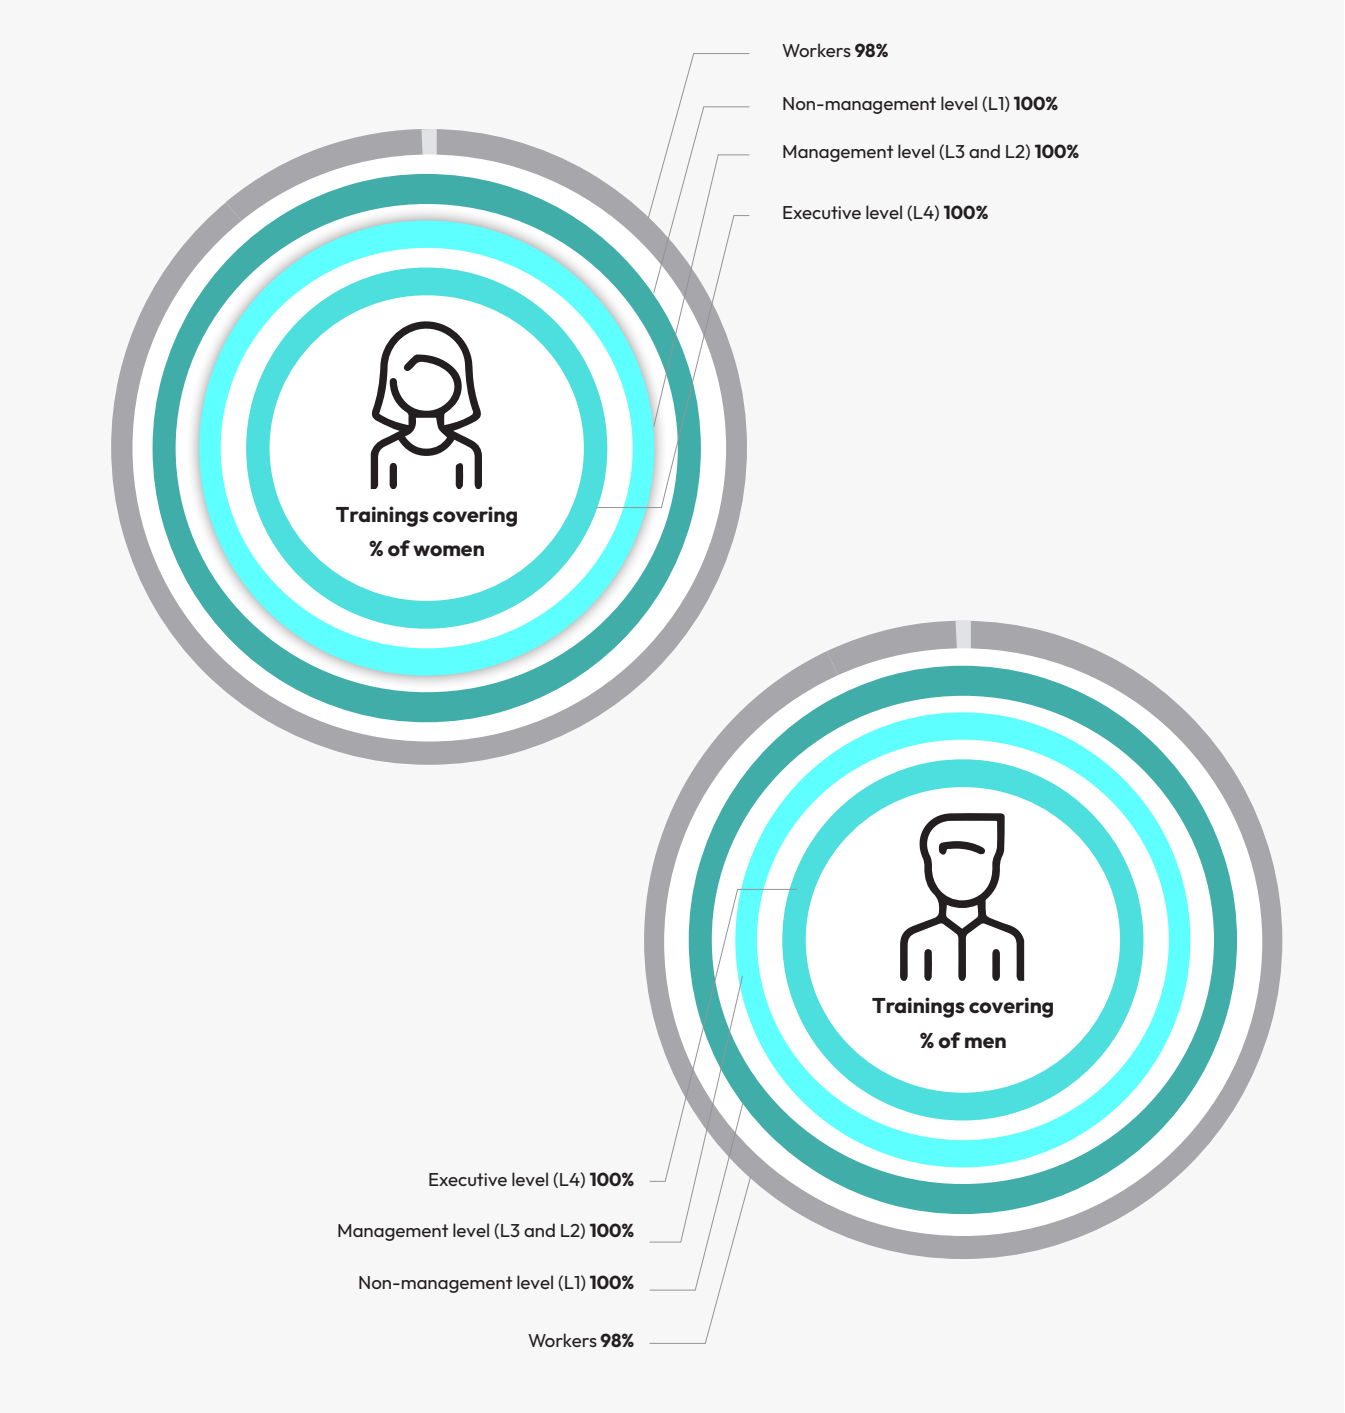 Workers 98%
Non-management level (L1) 100%
Management level (L3 and L2) 100%
Executive level (L4) 100%
Trainings covering
% of women
Trainings covering
% of men
Executive level (L4) 100%
Management level (L3 and L2) 100%
Non-management level (L1) 100%
Workers 98%